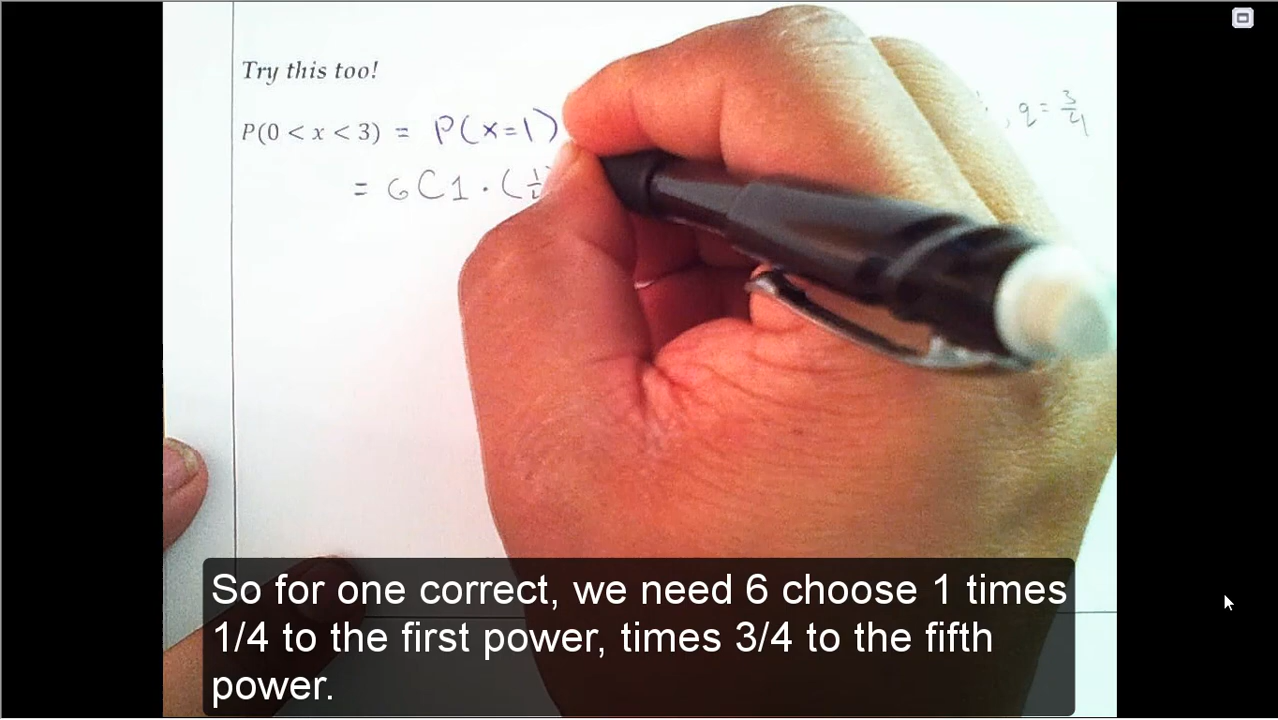 Try this too!
P(0 < x < 3) = P(x=1) , q = 3/4
= 6C1 · (1
So for one correct, we need 6 choose 1 times
1/4 to the first power, times 3/4 to the fifth
power.